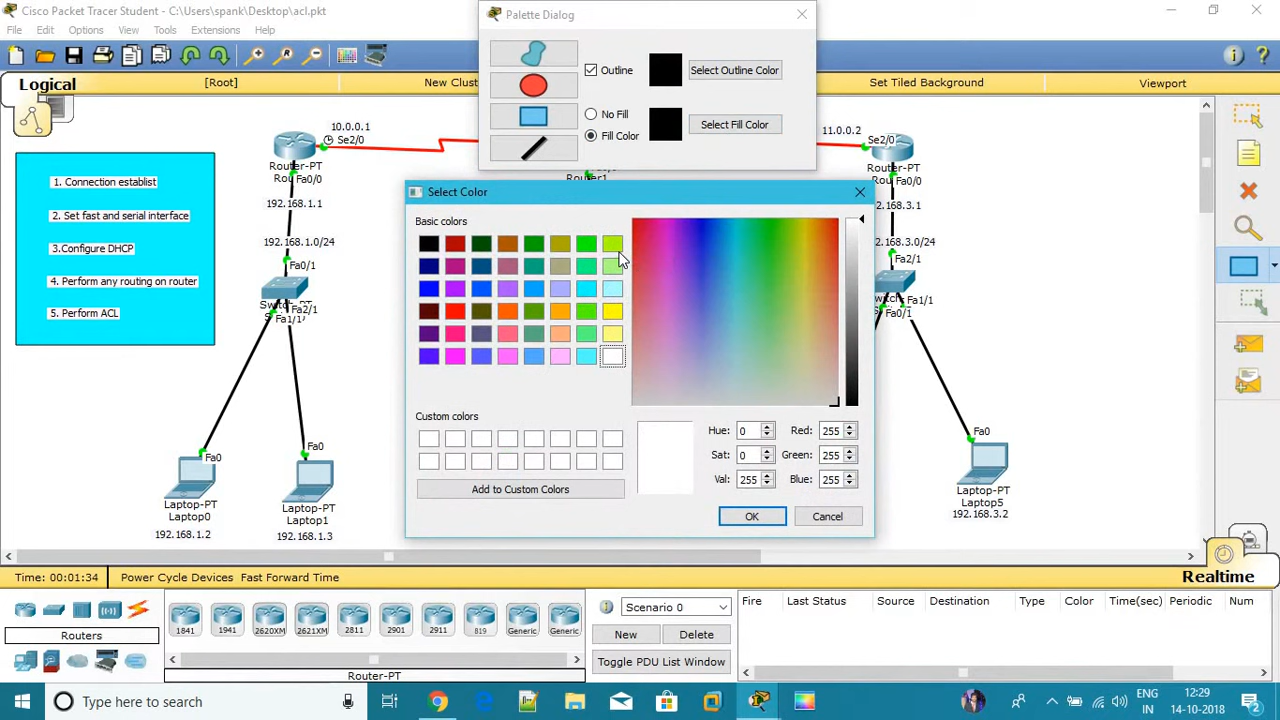 Cisco Packet Tracer Student - C:\Users\spank\Desktop\acl.pkt
File Edit Options View Tools Extensions Help
Logical
[Root]
New Cluster
Set Tiled Background
Viewport
Palette Dialog
Outline
Select Outline Color
No Fill
Fill Color
Select Fill Color
1. Connection establist
2. Set fast and serial interface
3.Configure DHCP
4. Perform any routing on router
5. Perform ACL
10.0.0.1
Se2/0
Router-PT
Fa0/0
192.168.1.1
192.168.1.0/24
Fa0/1
Fa2/1
Fa1/1
Fa0
Fa0
Laptop-PT
Laptop0
192.168.1.2
Laptop-PT
Laptop1
192.168.1.3
Router1
11.0.0.2
Se2/0
Router-PT
Fa0/0
192.168.3.1
192.168.3.0/24
Fa2/1
Fa1/1
Fa0/1
Fa0
Laptop-PT
Laptop5
192.168.3.2
Select Color
Basic colors
Custom colors
Add to Custom Colors
Hue: 0 Red: 255
Sat: 0 Green: 255
Val: 255 Blue: 255
OK Cancel
Time: 00:01:34 Power Cycle Devices Fast Forward Time
Realtime
Routers
1841 1941 2620XM 2621XM 2811 2901 2911 819 Generic Generic
Router-PT
Scenario 0
New Delete
Toggle PDU List Window
Fire Last Status Source Destination Type Color Time(sec) Periodic Num
Type here to search
ENG
IN
12:29
14-10-2018
2